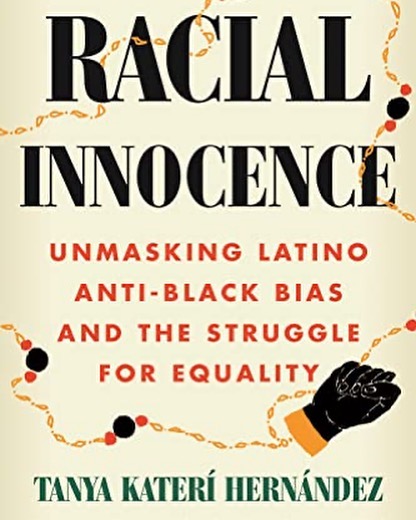 RACIAL
INNOCENCE
UNMASKING LATINO
ANTI-BLACK BIAS
AND THE STRUGGLE
FOR EQUALITY
TANYA KATERÍ HERNÁNDEZ